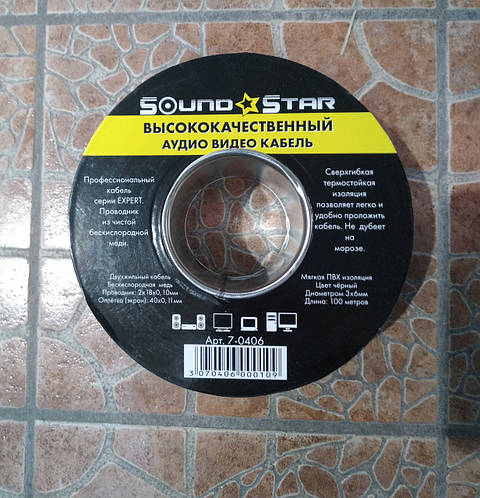 SOUND STAR
ВЫСОКОКАЧЕСТВЕННЫЙ
АУДИО ВИДЕО КАБЕЛЬ
Профессиональный
кабель
серии EXPERT.
Проводник
из чистой
бескислородной
меди.
Сверхгибкая
термостойкая
изоляция
позволяет легко и
удобно проложить
кабель. Не дубеет
на
морозе.
Двухжильный кабель
Бескислородная медь
Проводник: 2х18х0,10мм
Оплётка (экран): 40х0,11мм
Мягкая ПВХ изоляция
Цвет чёрный
Диаметром 3х6мм
Длина: 100 метров
Арт. 7-0406
3 070406 000109